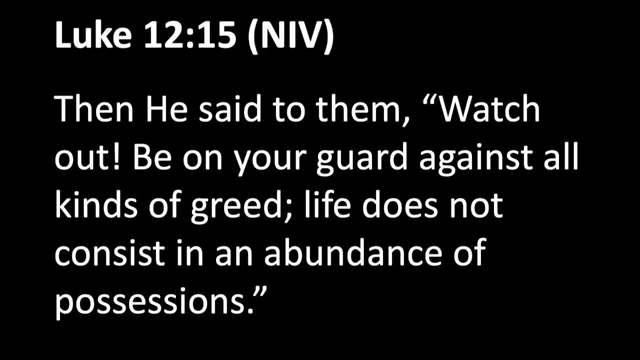 Luke 12:15 (NIV)
Then He said to them, “Watch
out! Be on your guard against all
kinds of greed; life does not
consist in an abundance of
possessions.”